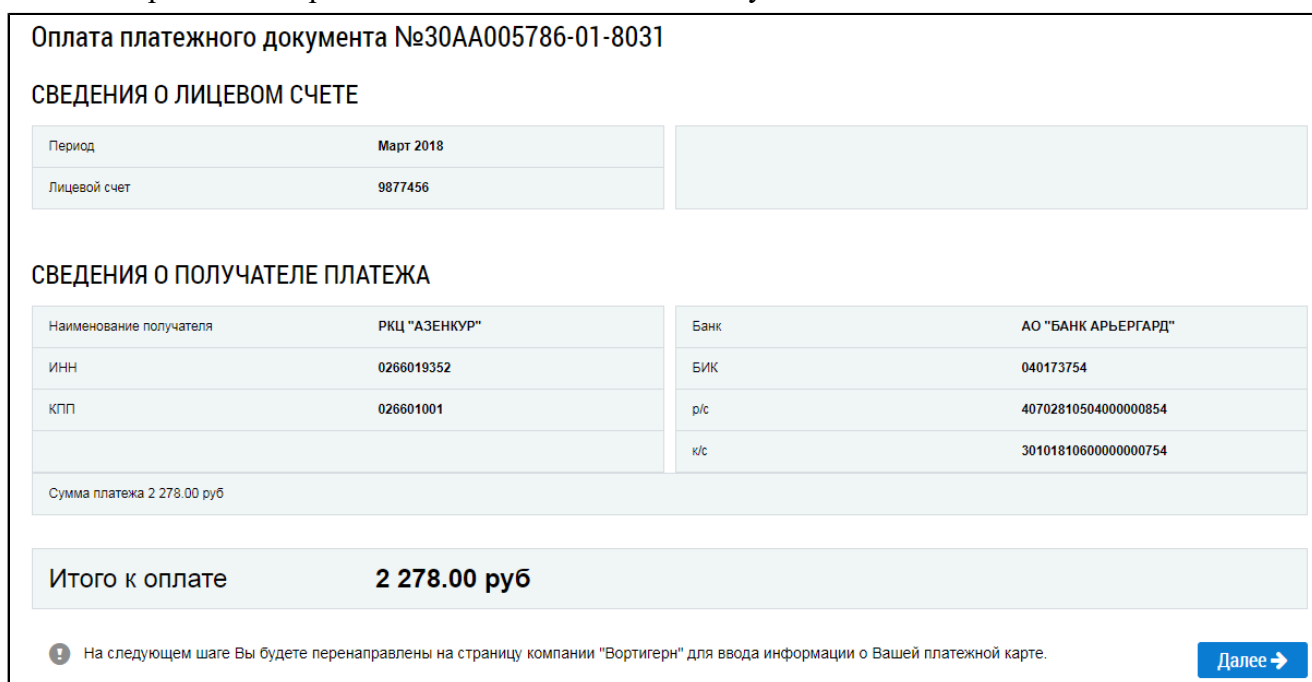 Оплата платежного документа №30АА005786-01-8031
СВЕДЕНИЯ О ЛИЦЕВОМ СЧЕТЕ
Период Март 2018
Лицевой счет 9877456
СВЕДЕНИЯ О ПОЛУЧАТЕЛЕ ПЛАТЕЖА
Наименование получателя РКЦ "АЗЕНКУР" Банк АО "БАНК АРЬЕРГАРД"
ИНН 0266019352 БИК 040173754
КПП 026601001 р/с 40702810504000000854
к/с 30101810600000000754
Сумма платежа 2 278.00 руб
Итого к оплате 2 278.00 руб
На следующем шаге Вы будете перенаправлены на страницу компании "Вортигерн" для ввода информации о Вашей платежной карте.
Далее